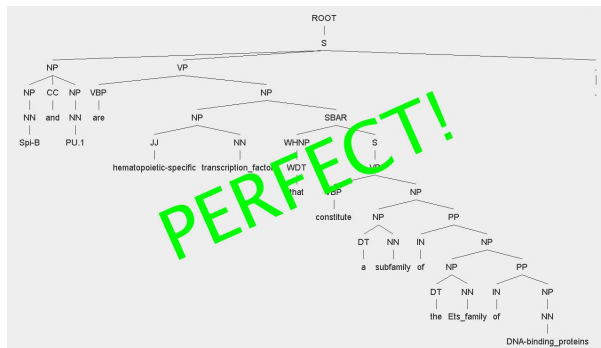 ROOT
S
NP VP .
NP CC NP VBP NP .
NN and NN are NP SBAR
Spi-B PU.1 JJ NN WHNP S
hematopoietic-specific transcription_factors WDT VP
that VBP NP
constitute NP PP
DT NN IN NP
a subfamily of NP PP
DT NN IN NP
the Ets_family of NN
DNA-binding_proteins
PERFECT!